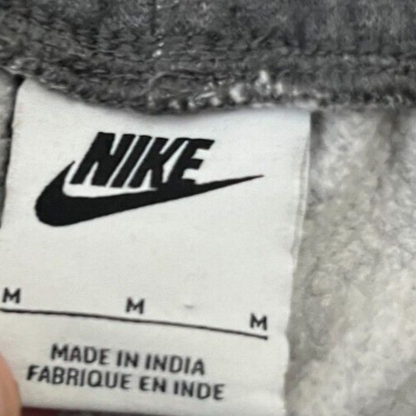 NIKE
M M M
MADE IN INDIA
FABRIQUE EN INDE